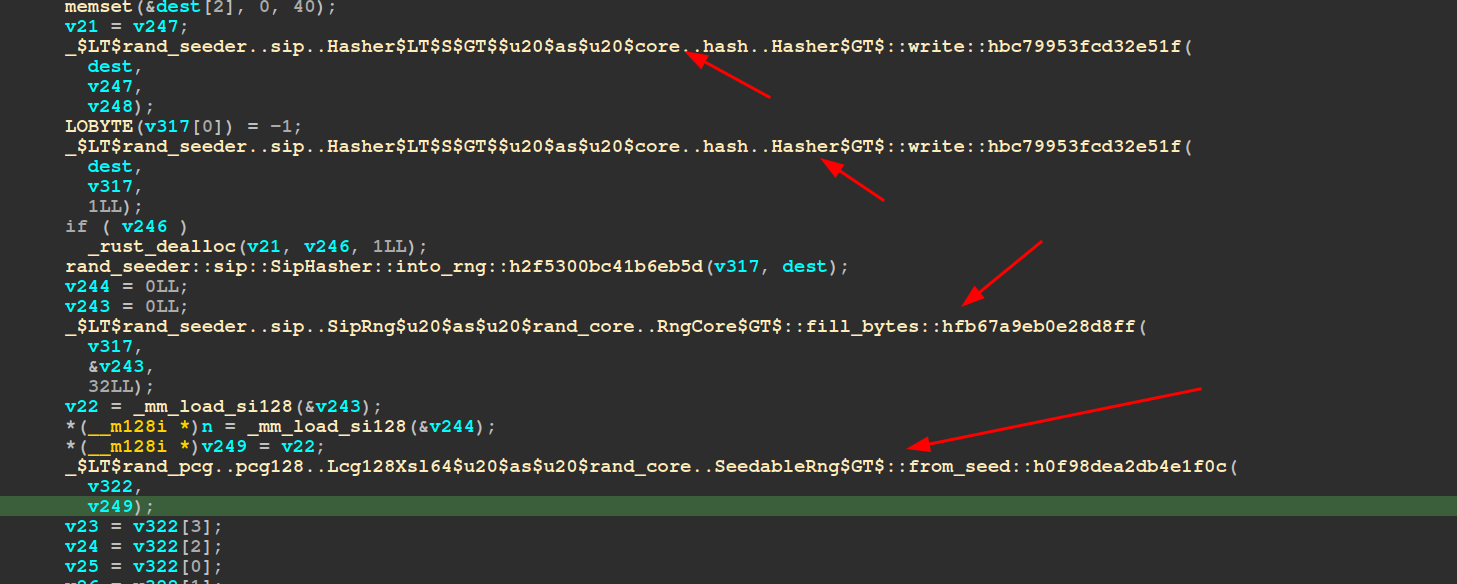 memset(&dest[2], 0, 40);
v21 = v247;
_$LT$rand_seeder..sip..Hasher$LT$S$GT$$u20$as$u20$core..hash..Hasher$GT$::write::hbc79953fcd32e51f(
dest,
v247,
v248);
LOBYTE(v317[0]) = -1;
_$LT$rand_seeder..sip..Hasher$LT$S$GT$$u20$as$u20$core..hash..Hasher$GT$::write::hbc79953fcd32e51f(
dest,
v317,
1LL);
if ( v246 )
_rust_dealloc(v21, v246, 1LL);
rand_seeder::sip::SipHasher::into_rng::h2f5300bc41b6eb5d(v317, dest);
v244 = 0LL;
v243 = 0LL;
_$LT$rand_seeder..sip..SipRng$u20$as$u20$rand_core..RngCore$GT$::fill_bytes::hfb67a9eb0e28d8ff(
v317,
&v243,
32LL);
v22 = _mm_load_si128(&v243);
*(__m128i *)n = _mm_load_si128(&v244);
*(__m128i *)v249 = v22;
_$LT$rand_pcg..pcg128..Lcg128Xsl64$u20$as$u20$rand_core..SeedableRng$GT$::from_seed::h0f98dea2db4e1f0c(
v322,
v249);
v23 = v322[3];
v24 = v322[2];
v25 = v322[0];